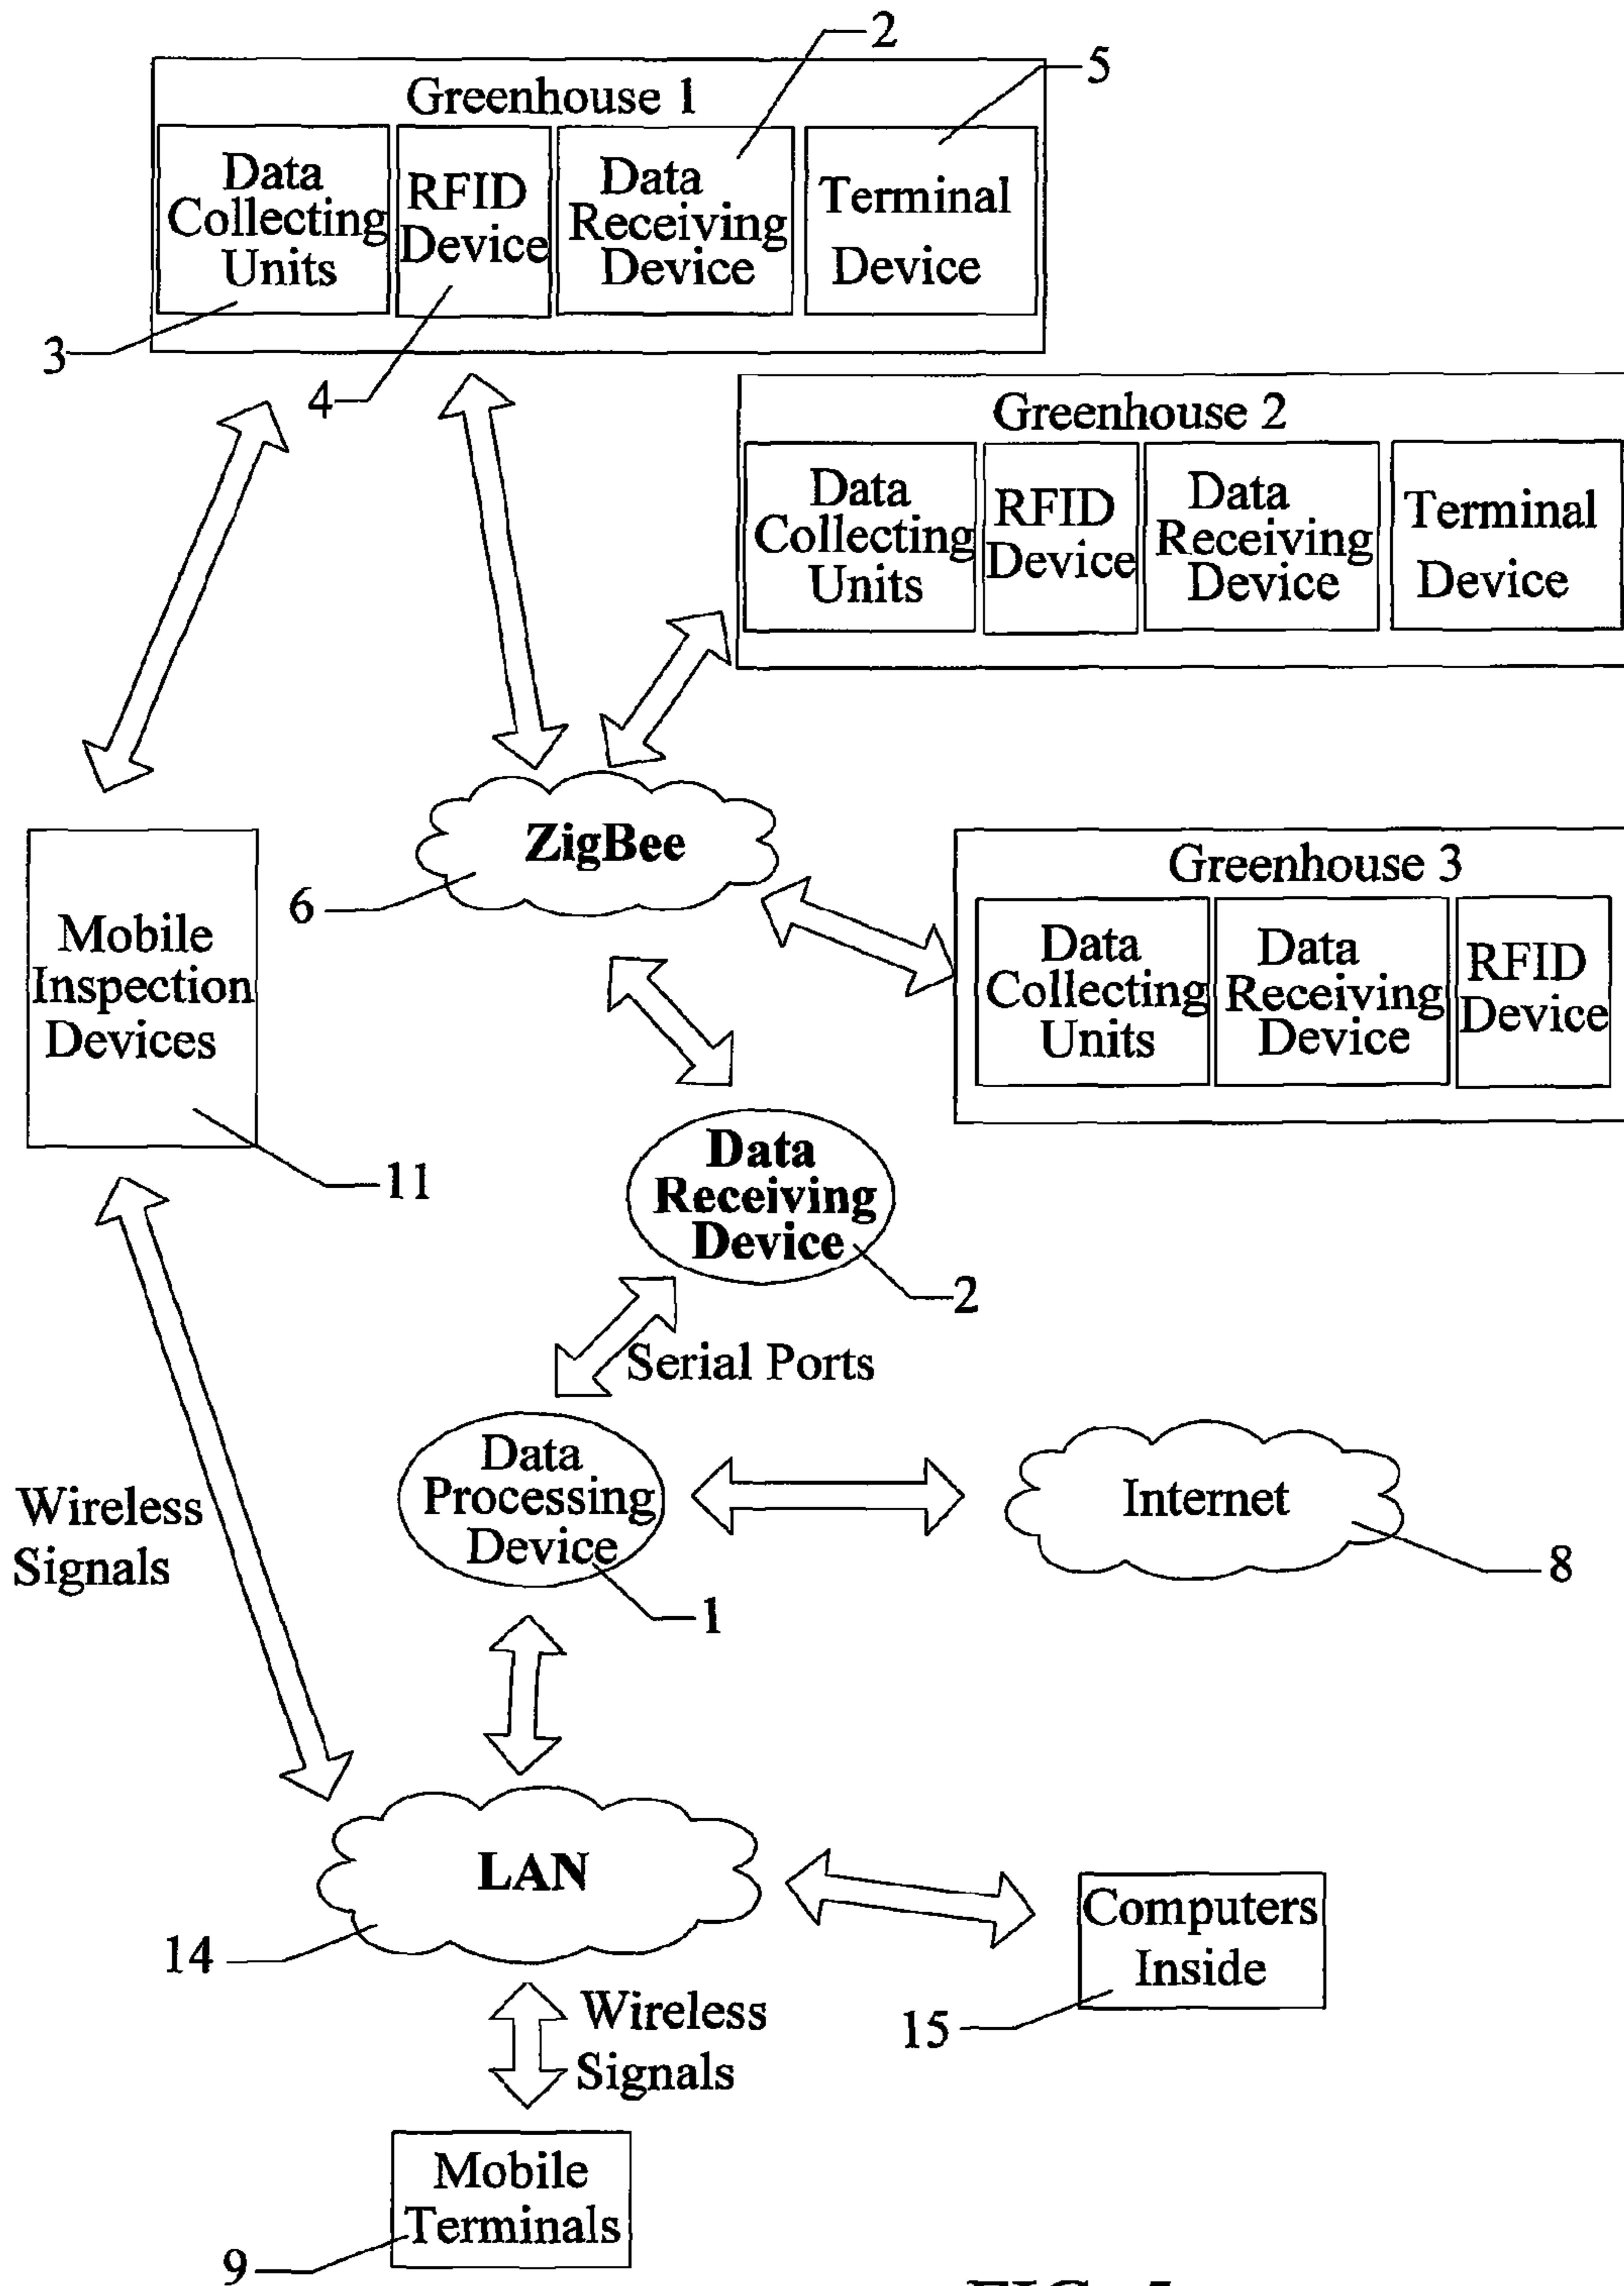 2
5
Greenhouse 1
Data
Collecting
Units
RFID
Device
Data
Receiving
Device
Terminal
Device
3
4
Greenhouse 2
Data
Collecting
Units
RFID
Device
Data
Receiving
Device
Terminal
Device
ZigBee
6
Greenhouse 3
Data
Collecting
Units
Data
Receiving
Device
RFID
Device
Mobile
Inspection
Devices
11
Data
Receiving
Device
2
Serial Ports
Data
Processing
Device
1
Internet
8
Wireless
Signals
LAN
14
Computers
Inside
15
Wireless
Signals
Mobile
Terminals
9